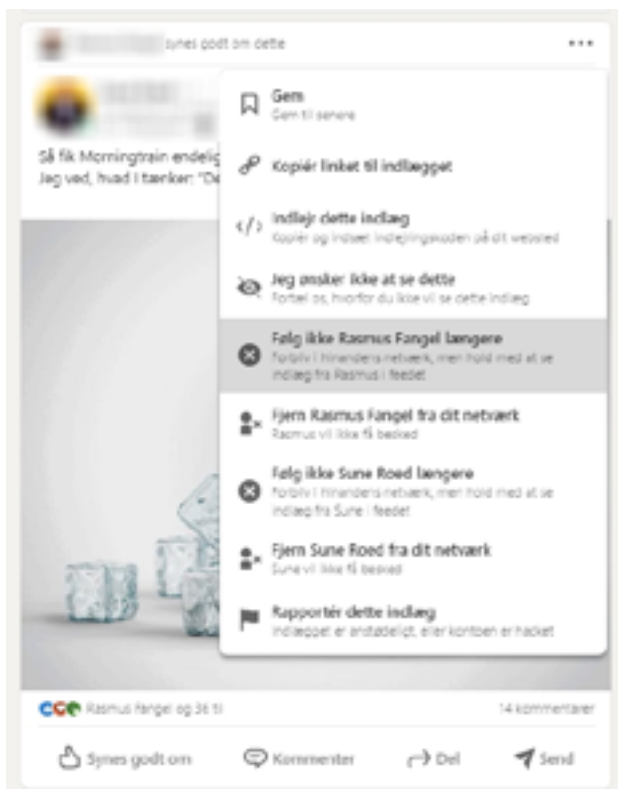 synes godt om dette
Så fik Morningtrain endelig
Jeg ved, hvad I tænker: "De
Gem
Gem til senere
Kopiér linket til indlægget
Indlejr dette indlæg
Kopiér og indsæt indlejringskoden på dit websted
Jeg ønsker ikke at se dette
Fortæl os, hvorfor du ikke vil se dette indlæg
Følg ikke Rasmus Fangel længere
Forbliv i hinandens netværk, men hold med at se
indlæg fra Rasmus i feedet
Fjern Rasmus Fangel fra dit netværk
Rasmus vil ikke få besked
Følg ikke Sune Roed længere
Forbliv i hinandens netværk, men hold med at se
indlæg fra Sune i feedet
Fjern Sune Roed fra dit netværk
Sune vil ikke få besked
Rapportér dette indlæg
Indlægget er anstødeligt, eller kontoen er hacket
Rasmus Fangel og 36 til
14 kommentarer
Synes godt om
Kommenter
Del
Send